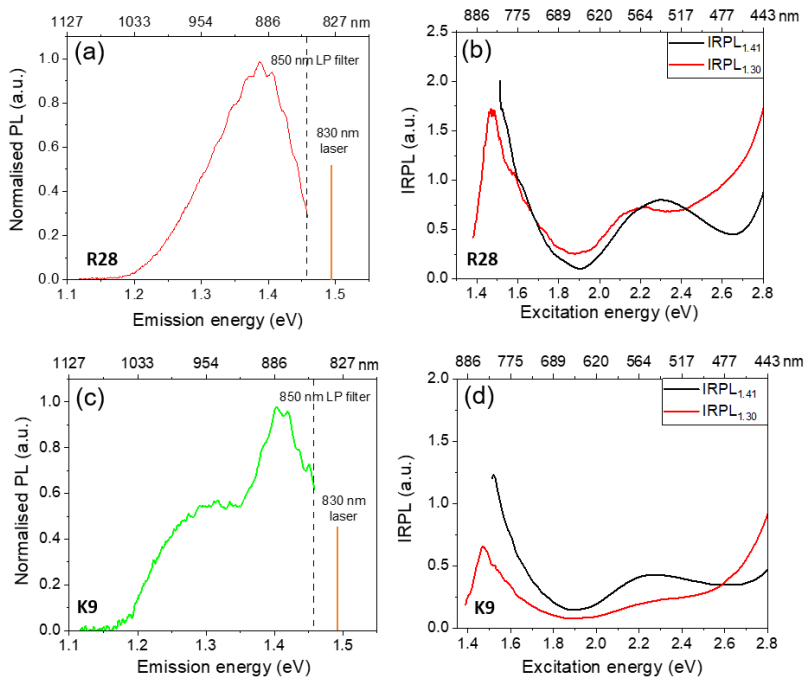 1127 1033 954 886 827 nm
(a)
850 nm LP filter
830 nm
laser
R28
Normalised PL (a.u.)
1.0
0.8
0.6
0.4
0.2
0.0
1.1 1.2 1.3 1.4 1.5
Emission energy (eV)
886 775 689 620 564 517 477 443 nm
(b)
IRPL1.41
IRPL1.30
R28
IRPL (a.u.)
2.5
2.0
1.5
1.0
0.5
0.0
1.4 1.6 1.8 2.0 2.2 2.4 2.6 2.8
Excitation energy (eV)
1127 1033 954 886 827 nm
(c)
850 nm LP filter
830 nm
laser
K9
Normalised PL (a.u.)
1.0
0.8
0.6
0.4
0.2
0.0
1.1 1.2 1.3 1.4 1.5
Emission energy (eV)
886 775 689 620 564 517 477 443 nm
(d)
IRPL1.41
IRPL1.30
K9
IRPL (a.u.)
2.0
1.5
1.0
0.5
0.0
1.4 1.6 1.8 2.0 2.2 2.4 2.6 2.8
Excitation energy (eV)